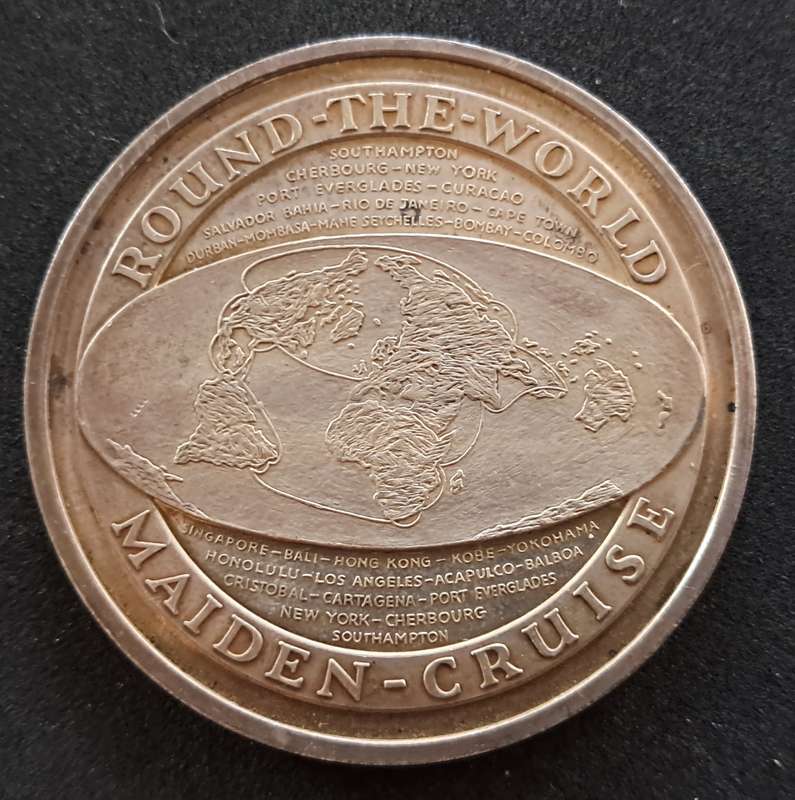 ROUND-THE-WORLD
SOUTHAMPTON
CHERBOURG-NEW YORK
PORT EVERGLADES-CURACAO
SALVADOR BAHIA-RIO DE JANEIRO-CAPE TOWN
DURBAN-MOMBASA-MAHE SEYCHELLES-BOMBAY-COLOMBO
SINGAPORE-BALI-HONG KONG-KOBE-YOKOHAMA
HONOLULU-LOS ANGELES-ACAPULCO-BALBOA
CRISTOBAL-CARTAGENA-PORT EVERGLADES
NEW YORK-CHERBOURG
SOUTHAMPTON
MAIDEN-CRUISE